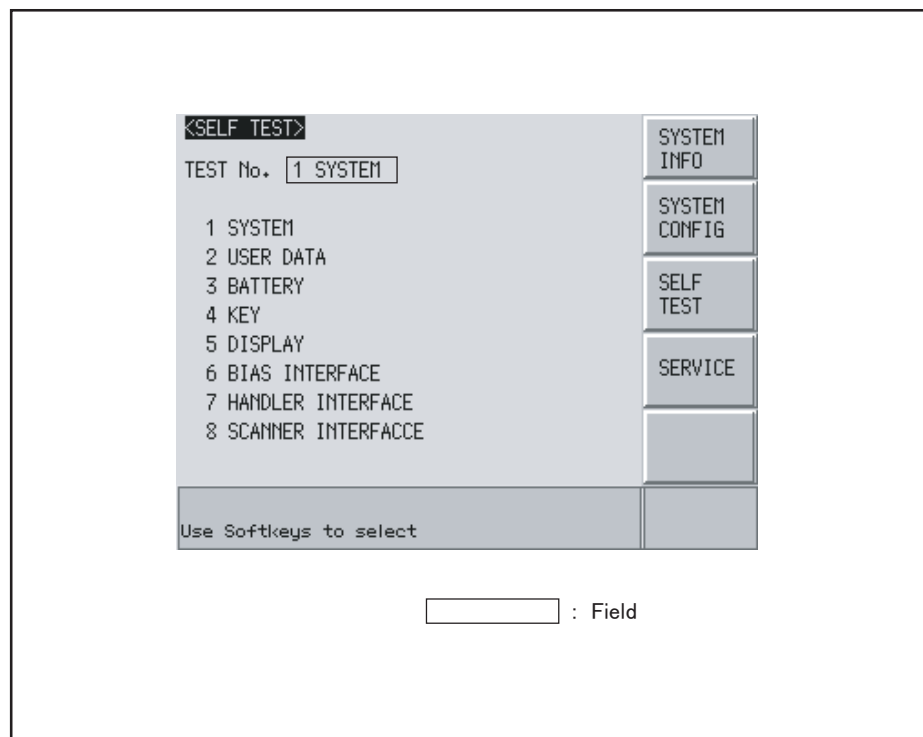 <SELF TEST>
TEST No. 1 SYSTEM
1 SYSTEM
2 USER DATA
3 BATTERY
4 KEY
5 DISPLAY
6 BIAS INTERFACE
7 HANDLER INTERFACE
8 SCANNER INTERFACCE
SYSTEM
INFO
SYSTEM
CONFIG
SELF
TEST
SERVICE
Use Softkeys to select
: Field